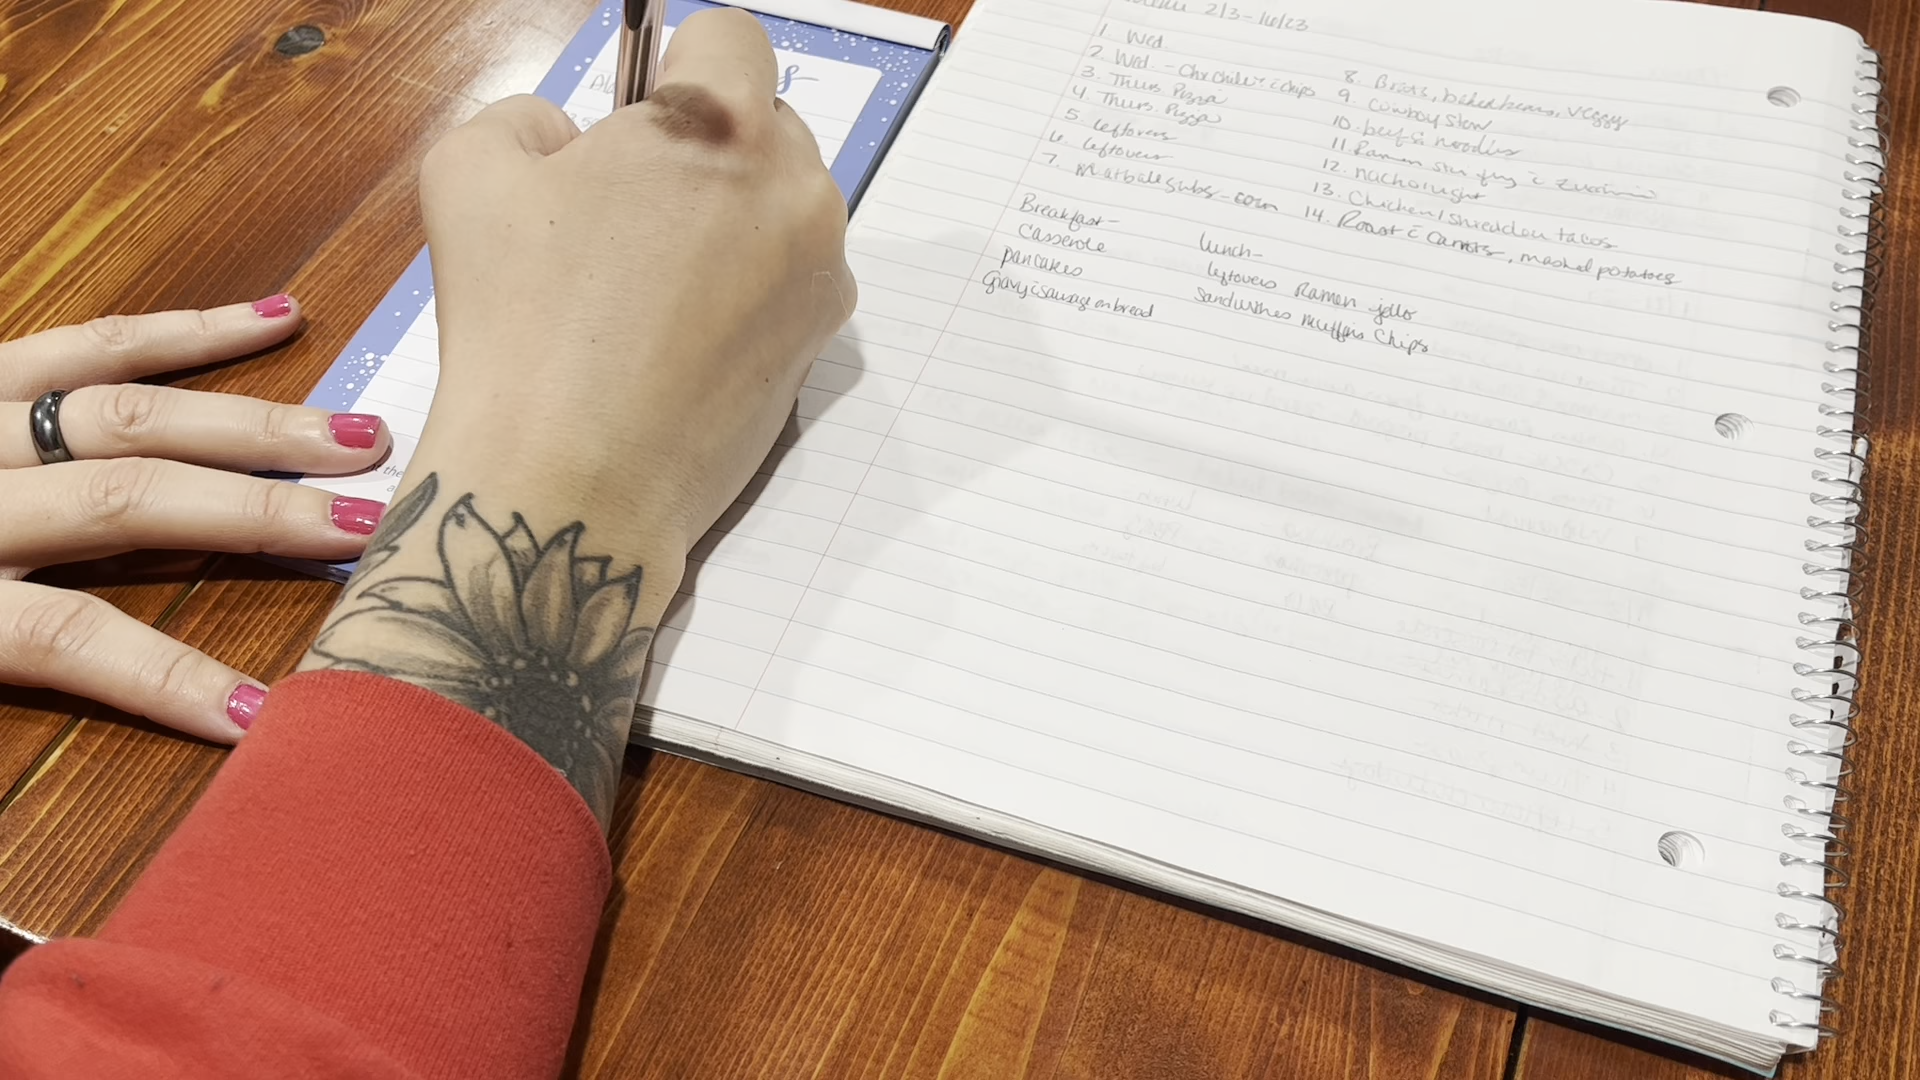 2/3-16/23
1. Wed.
2. Wed. - Chx Chili c̄ chips
3. Thurs. Pizza
4. Thurs. Pizza
5. leftovers
6. leftovers
7. Meatball subs - corn
8. Brats, baked beans, veggy
9. Cowboy stew
10. beef & noodles
11. Ramen stir fry c̄ zucchini
12. nacho night
13. Chicken/shredded tacos
14. Roast c̄ Carrots, mashed potatoes
Breakfast-
Casserole
pancakes
gravy c̄ sausage on bread
lunch-
leftovers Ramen jello
Sandwiches muffins Chips